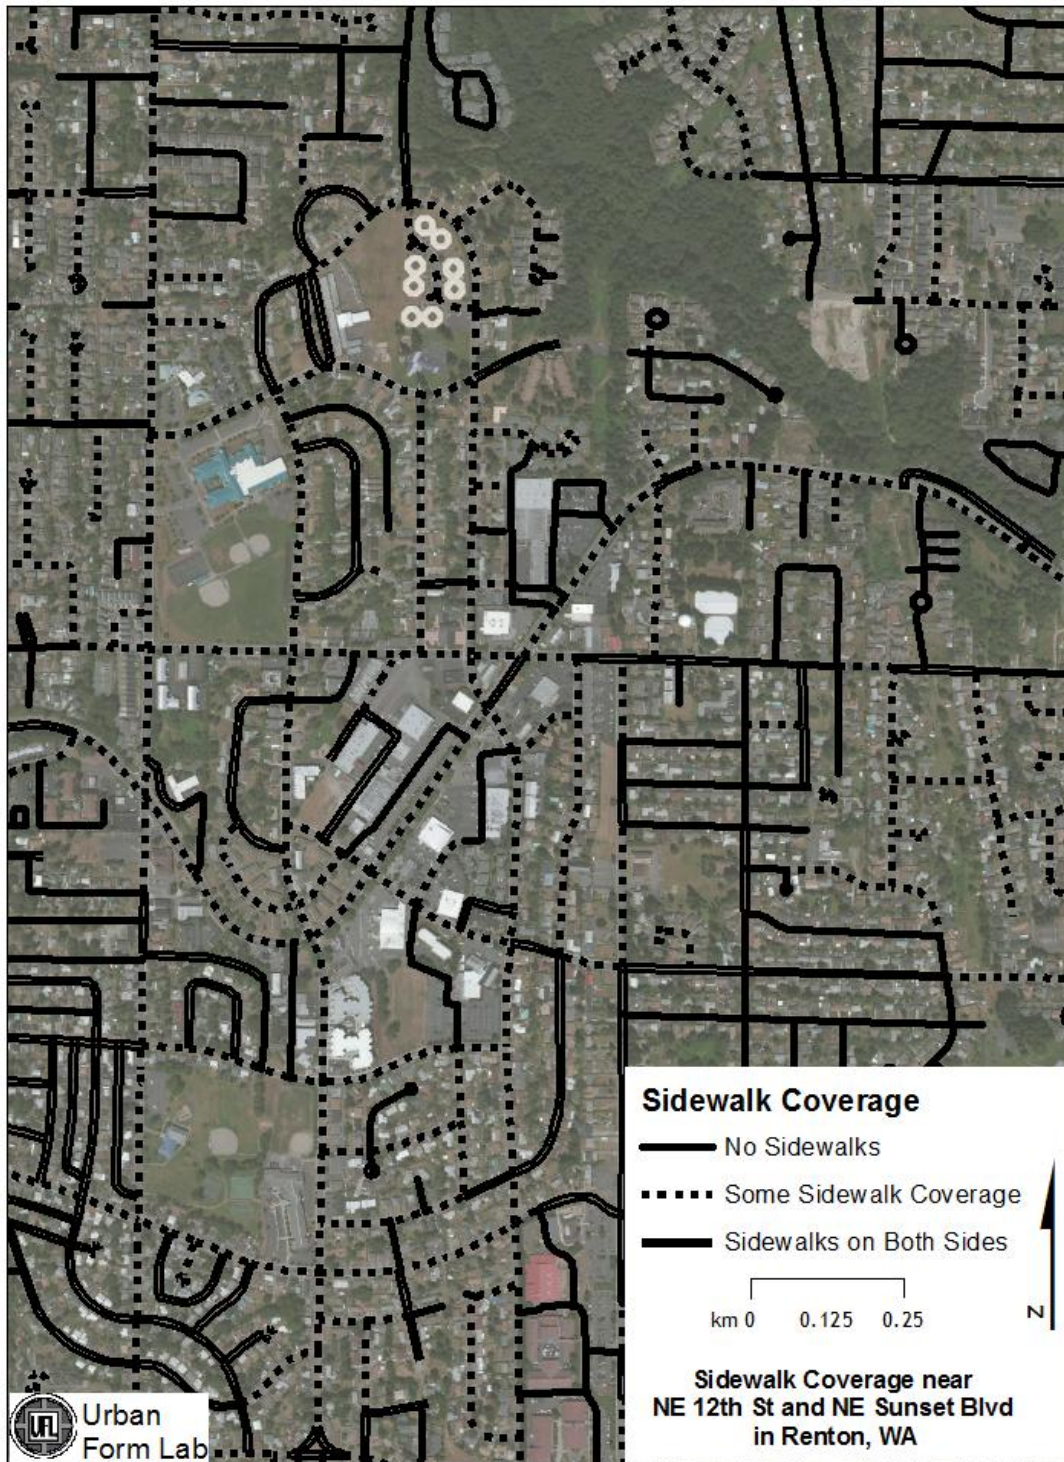 Sidewalk Coverage
No Sidewalks
Some Sidewalk Coverage
Sidewalks on Both Sides
km 0 0.125 0.25
N
Sidewalk Coverage near
NE 12th St and NE Sunset Blvd
in Renton, WA
UFL
Urban
Form Lab